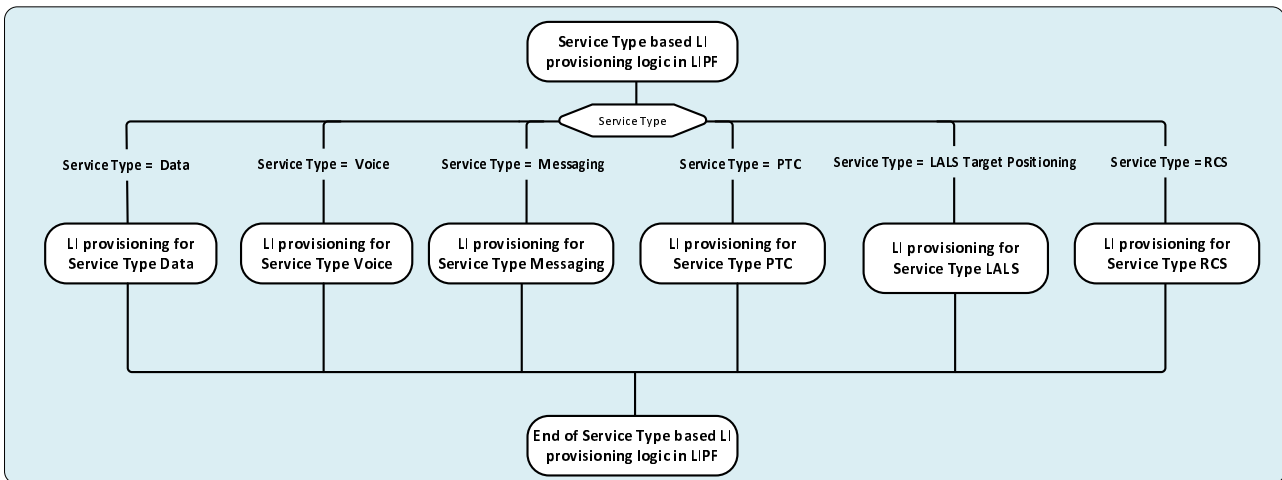 Service Type based LI
provisioning logic in LIPF
Service Type
Service Type = Data
Service Type = Voice
Service Type = Messaging
Service Type = PTC
Service Type = LALS Target Positioning
Service Type = RCS
LI provisioning for
Service Type Data
LI provisioning for
Service Type Voice
LI provisioning for
Service Type Messaging
LI provisioning for
Service Type PTC
LI provisioning for
Service Type LALS
LI provisioning for
Service Type RCS
End of Service Type based LI
provisioning logic in LIPF